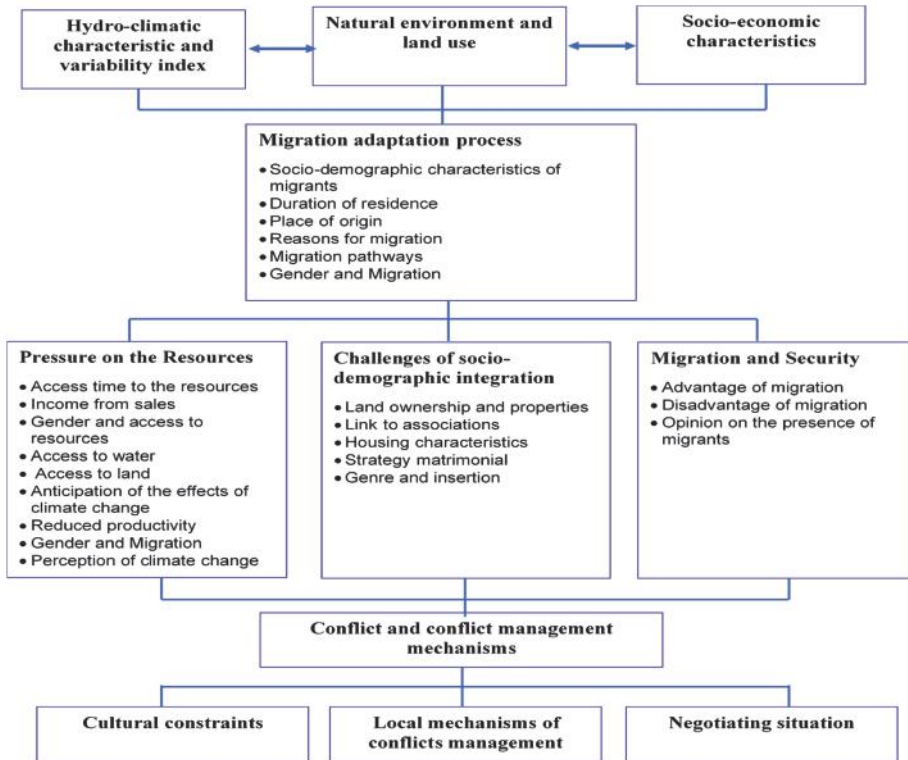 Hydro-climatic
characteristic and
variability index
Natural environment and
land use
Socio-economic
characteristics
Migration adaptation process
• Socio-demographic characteristics of
migrants
• Duration of residence
• Place of origin
• Reasons for migration
• Migration pathways
• Gender and Migration
Pressure on the Resources
• Access time to the resources
• Income from sales
• Gender and access to
resources
• Access to water
• Access to land
• Anticipation of the effects of
climate change
• Reduced productivity
• Gender and Migration
• Perception of climate change
Challenges of socio-
demographic integration
• Land ownership and properties
• Link to associations
• Housing characteristics
• Strategy matrimonial
• Genre and insertion
Migration and Security
• Advantage of migration
• Disadvantage of migration
• Opinion on the presence of
migrants
Conflict and conflict management
mechanisms
Cultural constraints
Local mechanisms of
conflicts management
Negotiating situation